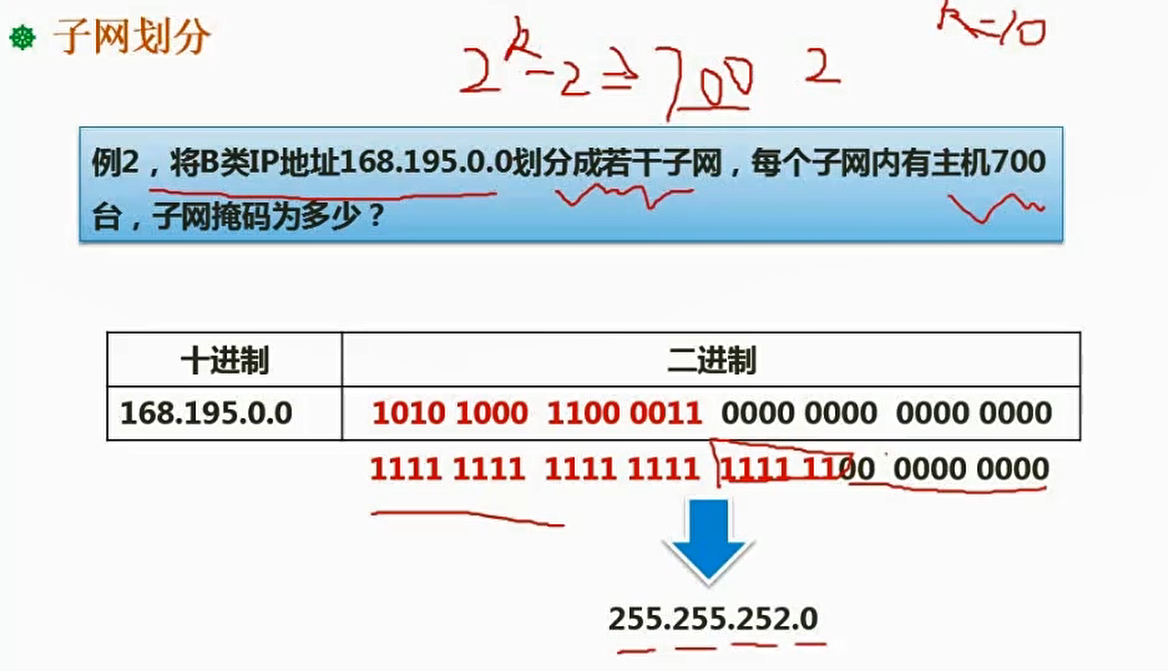 子网划分
2^k-2=>700 2
k=10
例2，将B类IP地址168.195.0.0划分成若干子网，每个子网内有主机700
台，子网掩码为多少？
十进制 二进制
168.195.0.0 1010 1000 1100 0011 0000 0000 0000 0000
1111 1111 1111 1111 1111 1100 0000 0000
255.255.252.0